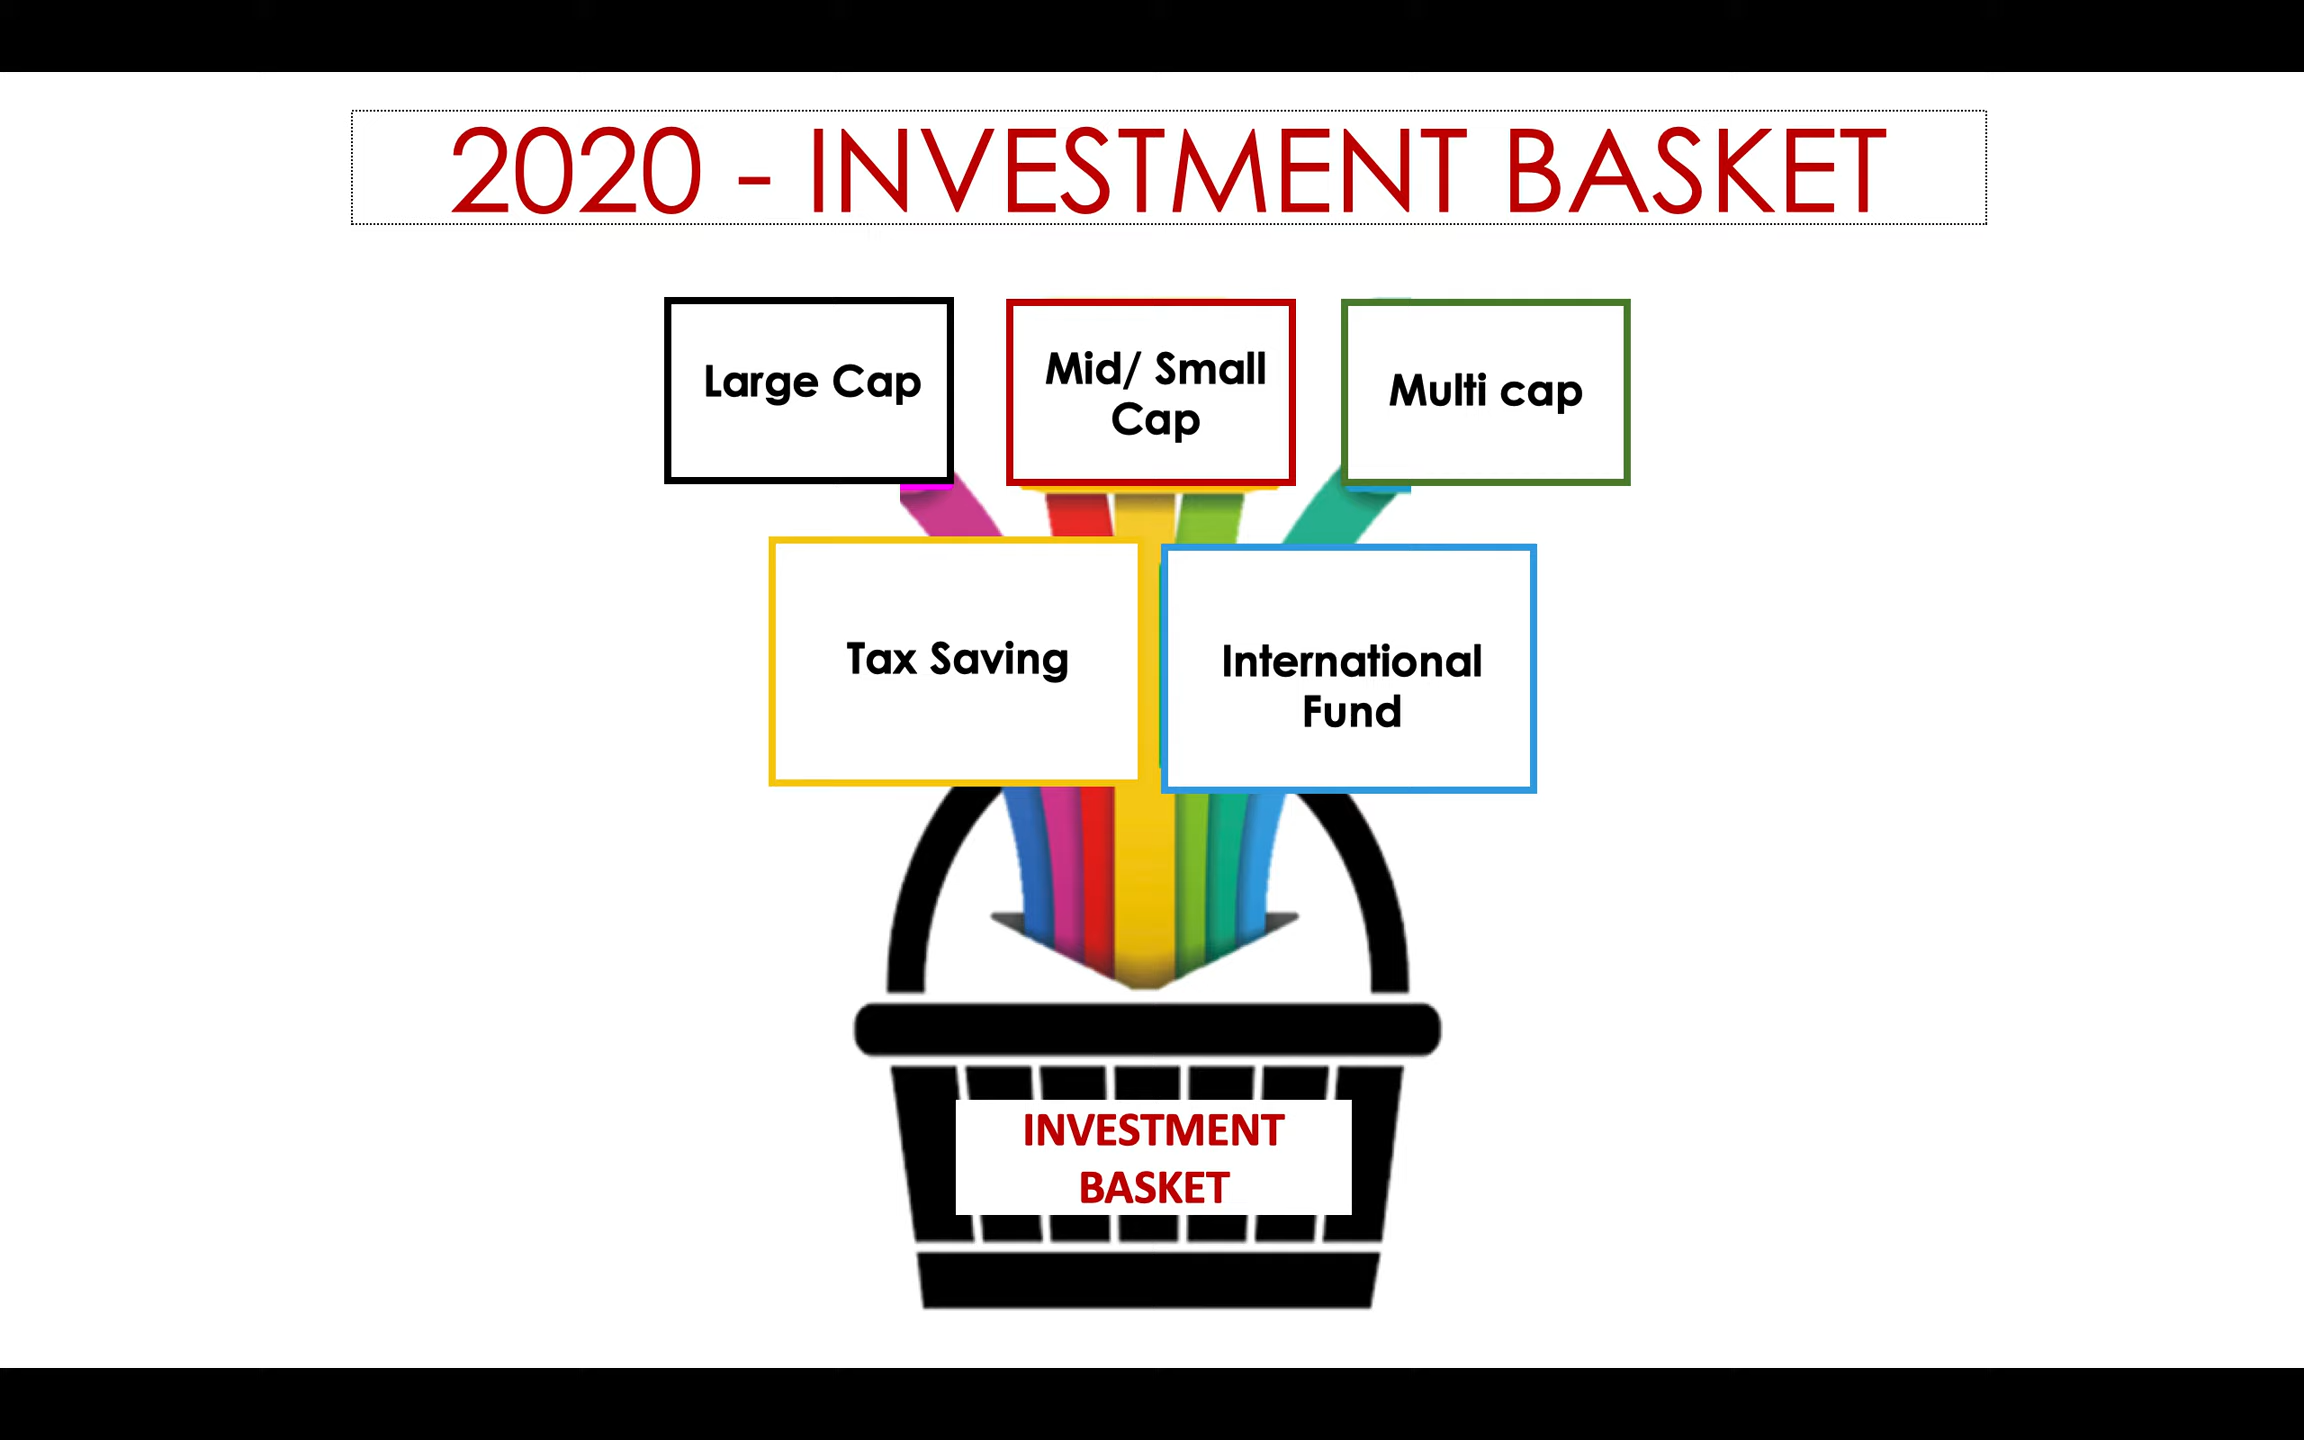 2020 - INVESTMENT BASKET
Large Cap
Mid/ Small
Cap
Multi cap
Tax Saving
International
Fund
INVESTMENT
BASKET